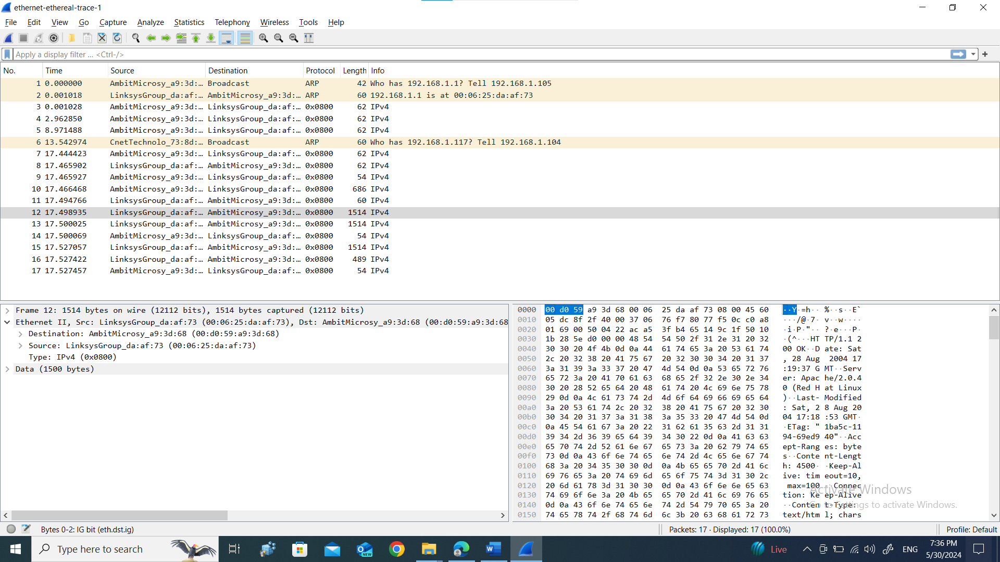 ethernet-ethereal-trace-1
File Edit View Go Capture Analyze Statistics Telephony Wireless Tools Help
Apply a display filter ... <Ctrl-/>
No. Time Source Destination Protocol Length Info
1 0.000000 AmbitMicrosy_a9:3d:… Broadcast ARP 42 Who has 192.168.1.1? Tell 192.168.1.105
2 0.001018 LinksysGroup_da:af:… AmbitMicrosy_a9:3d:… ARP 60 192.168.1.1 is at 00:06:25:da:af:73
3 0.001028 AmbitMicrosy_a9:3d:… LinksysGroup_da:af:… 0x0800 62 IPv4
4 2.962850 AmbitMicrosy_a9:3d:… LinksysGroup_da:af:… 0x0800 62 IPv4
5 8.971488 AmbitMicrosy_a9:3d:… LinksysGroup_da:af:… 0x0800 62 IPv4
6 13.542974 CnetTechnolo_73:8d:… Broadcast ARP 60 Who has 192.168.1.117? Tell 192.168.1.104
7 17.444423 AmbitMicrosy_a9:3d:… LinksysGroup_da:af:… 0x0800 62 IPv4
8 17.465902 LinksysGroup_da:af:… AmbitMicrosy_a9:3d:… 0x0800 62 IPv4
9 17.465927 AmbitMicrosy_a9:3d:… LinksysGroup_da:af:… 0x0800 54 IPv4
10 17.466468 AmbitMicrosy_a9:3d:… LinksysGroup_da:af:… 0x0800 686 IPv4
11 17.494766 LinksysGroup_da:af:… AmbitMicrosy_a9:3d:… 0x0800 60 IPv4
12 17.498935 LinksysGroup_da:af:… AmbitMicrosy_a9:3d:… 0x0800 1514 IPv4
13 17.500025 LinksysGroup_da:af:… AmbitMicrosy_a9:3d:… 0x0800 1514 IPv4
14 17.500069 AmbitMicrosy_a9:3d:… LinksysGroup_da:af:… 0x0800 54 IPv4
15 17.527057 LinksysGroup_da:af:… AmbitMicrosy_a9:3d:… 0x0800 1514 IPv4
16 17.527422 LinksysGroup_da:af:… AmbitMicrosy_a9:3d:… 0x0800 489 IPv4
17 17.527457 AmbitMicrosy_a9:3d:… LinksysGroup_da:af:… 0x0800 54 IPv4
Frame 12: 1514 bytes on wire (12112 bits), 1514 bytes captured (12112 bits)
Ethernet II, Src: LinksysGroup_da:af:73 (00:06:25:da:af:73), Dst: AmbitMicrosy_a9:3d:68 (00:d0:59:a9:3d:68
Destination: AmbitMicrosy_a9:3d:68 (00:d0:59:a9:3d:68)
Source: LinksysGroup_da:af:73 (00:06:25:da:af:73)
Type: IPv4 (0x0800)
Data (1500 bytes)
0000 00 d0 59 a9 3d 68 00 06 25 da af 73 08 00 45 60 ··Y·=h·· %··s··E`
0010 05 dc 8f 2f 40 00 37 06 76 f7 80 77 f5 0c c0 a8 ···/@·7· v··w····
0020 01 69 00 50 04 22 ac a5 3f b4 65 14 9c 1f 50 10 ·i·P·"·· ?·e···P·
0030 1b 28 5e d0 00 00 48 54 54 50 2f 31 2e 31 20 32 ·(^···HT TP/1.1 2
0040 30 30 20 4f 4b 0d 0a 44 61 74 65 3a 20 53 61 74 00 OK··D ate: Sat
0050 2c 20 32 38 20 41 75 67 20 32 30 30 34 20 31 37 , 28 Aug 2004 17
0060 3a 31 39 3a 33 37 20 47 4d 54 0d 0a 53 65 72 76 :19:37 G MT··Serv
0070 65 72 3a 20 41 70 61 63 68 65 2f 32 2e 30 2e 34 er: Apac he/2.0.4
0080 30 20 28 52 65 64 20 48 61 74 20 4c 69 6e 75 78 0 (Red H at Linux
0090 29 0d 0a 4c 61 73 74 2d 4d 6f 64 69 66 69 65 64 )··Last- Modified
00a0 3a 20 53 61 74 2c 20 32 38 20 41 75 67 20 32 30 : Sat, 2 8 Aug 20
00b0 30 34 20 31 37 3a 31 38 3a 35 33 20 47 4d 54 0d 04 17:18 :53 GMT·
00c0 0a 45 54 61 67 3a 20 22 31 62 61 35 63 2d 31 31 ·ETag: " 1ba5c-11
00d0 39 34 2d 36 39 65 64 39 34 30 22 0d 0a 41 63 63 94-69ed9 40"··Acc
00e0 65 70 74 2d 52 61 6e 67 65 73 3a 20 62 79 74 65 ept-Rang es: byte
00f0 73 0d 0a 43 6f 6e 74 65 6e 74 2d 4c 65 6e 67 74 s··Conte nt-Lengt
0100 68 3a 20 34 35 30 30 0d 0a 4b 65 65 70 2d 41 6c h: 4500· ·Keep-Al
0110 69 76 65 3a 20 74 69 6d 65 6f 75 74 3d 31 30 2c ive: tim eout=10,
0120 20 6d 61 78 3d 31 30 30 0d 0a 43 6f 6e 6e 65 63 max=100 ··Connec
0130 74 69 6f 6e 3a 20 4b 65 65 70 2d 41 6c 69 76 65 tion: Ke ep-Alive
0140 0d 0a 43 6f 6e 74 65 6e 74 2d 54 79 70 65 3a 20 ··Conten t-Type:
0150 74 65 78 74 2f 68 74 6d 6c 3b 20 63 68 61 72 73 text/htm l; chars
Activate Windows
Go to Settings to activate Windows.
Bytes 0-2: IG bit (eth.dst.ig) Packets: 17 · Displayed: 17 (100.0%) Profile: Default
Type here to search NEW Live ENG 7:36 PM
5/30/2024